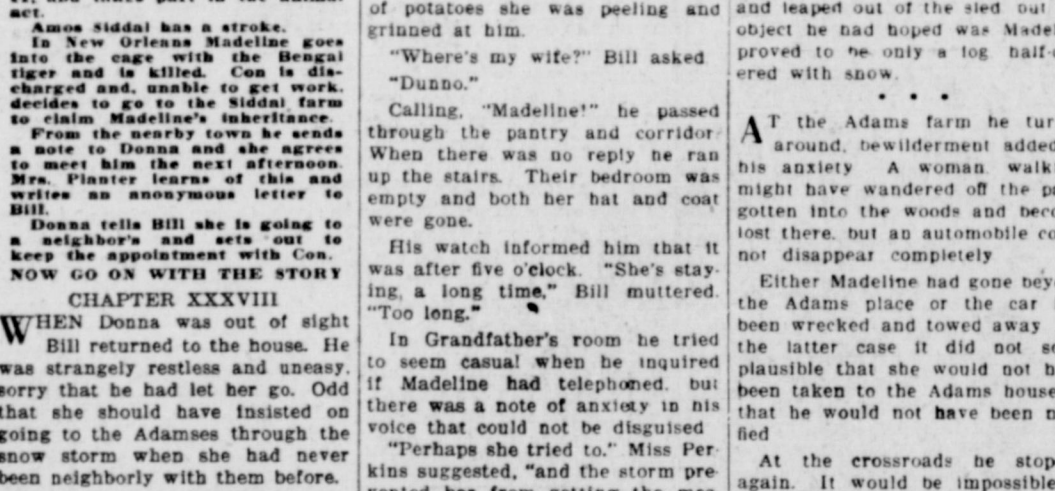 act.
Amos Siddal has a stroke.
In New Orleans Madeline goes
into the cage with the Bengal
tiger and is killed. Con is dis-
charged and, unable to get work,
decides to go to the Siddal farm
to claim Madeline's inheritance.
From the nearby town he sends
a note to Donna and she agrees
to meet him the next afternoon.
Mrs. Planter learns of this and
writes an anonymous letter to
Bill.
Donna tells Bill she is going to
a neighbor's and sets out to
keep the appointment with Con.
NOW GO ON WITH THE STORY
CHAPTER XXXVIII
WHEN Donna was out of sight
Bill returned to the house. He
was strangely restless and uneasy,
sorry that he had let her go. Odd
that she should have insisted on
going to the Adamses through the
snow storm when she had never
been neighborly with them before.
of potatoes she was peeling and
grinned at him.
"Where's my wife?" Bill asked
"Dunno."
Calling, "Madeline!" he passed
through the pantry and corridor
When there was no reply he ran
up the stairs. Their bedroom was
empty and both her hat and coat
were gone.
His watch informed him that it
was after five o'clock. "She's stay-
ing, a long time," Bill muttered.
"Too long."
In Grandfather's room he tried
to seem casual when he inquired
if Madeline had telephoned, but
there was a note of anxiety in his
voice that could not be disguised
"Perhaps she tried to," Miss Per-
kins suggested, "and the storm pre-
and leaped out of the sled but
object he had hoped was Madel
proved to be only a log half-
ered with snow.
• • •
AT the Adams farm he tur
around, bewilderment added
his anxiety A woman walk
might have wandered off the p
gotten into the woods and bec
lost there, but an automobile co
not disappear completely
Either Madeline had gone bey
the Adams place or the car
been wrecked and towed away
the latter case it did not s
plausible that she would not h
been taken to the Adams house
that he would not have been n
fied
At the crossroads he stop
again. It would be impossible